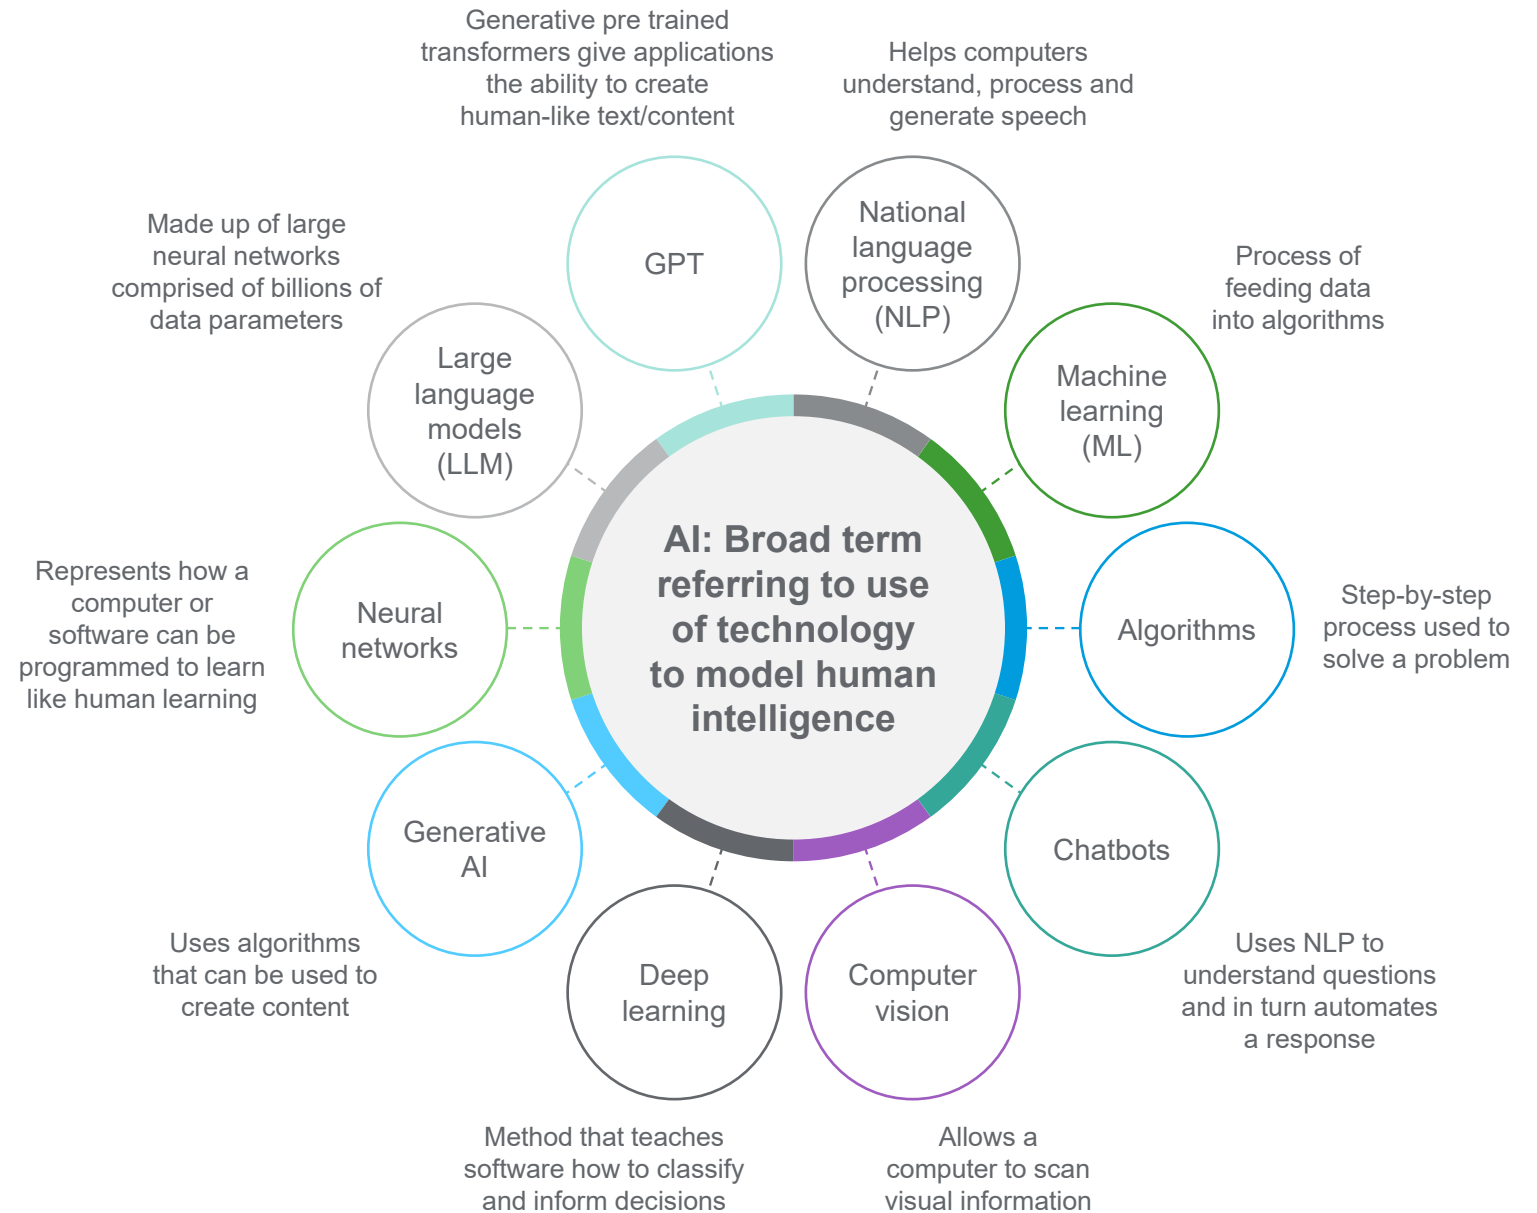 Generative pre trained
transformers give applications
the ability to create
human-like text/content
Helps computers
understand, process and
generate speech
GPT
National
language
processing
(NLP)
Made up of large
neural networks
comprised of billions of
data parameters
Process of
feeding data
into algorithms
Large
language
models
(LLM)
Machine
learning
(ML)
AI: Broad term
referring to use
of technology
to model human
intelligence
Represents how a
computer or
software can be
programmed to learn
like human learning
Neural
networks
Algorithms
Step-by-step
process used to
solve a problem
Generative
AI
Chatbots
Uses algorithms
that can be used to
create content
Deep
learning
Computer
vision
Uses NLP to
understand questions
and in turn automates
a response
Method that teaches
software how to classify
and inform decisions
Allows a
computer to scan
visual information